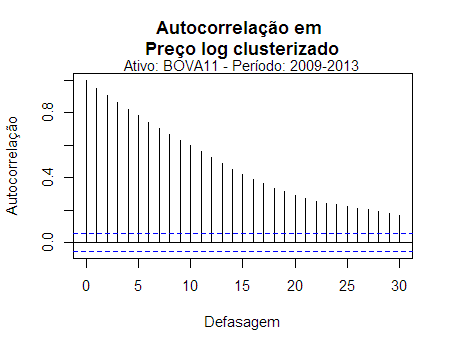 Autocorrelação em
Preço log clusterizado
Ativo: BOVA11 - Período: 2009-2013
Autocorrelação
0.8
0.4
0.0
0 5 10 15 20 25 30
Defasagem